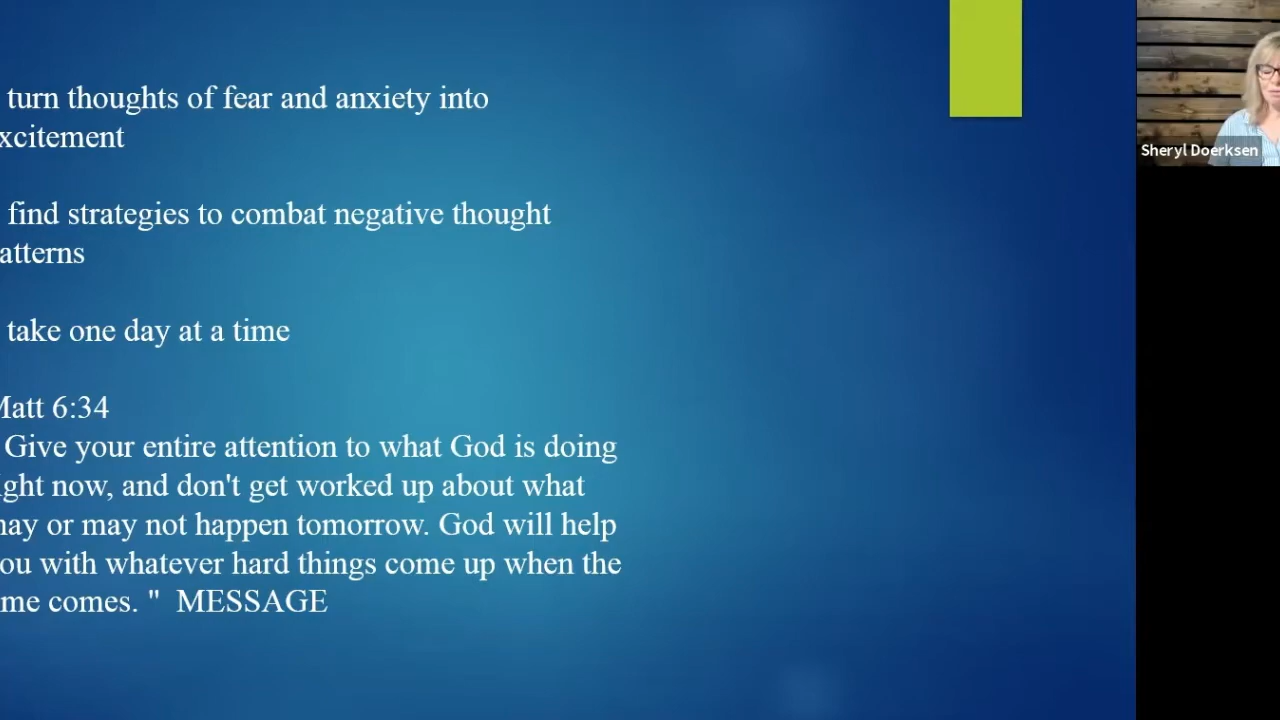 turn thoughts of fear and anxiety into
xcitement
find strategies to combat negative thought
atterns
take one day at a time
Matt 6:34
Give your entire attention to what God is doing
ght now, and don't get worked up about what
may or may not happen tomorrow. God will help
ou with whatever hard things come up when the
me comes. "  MESSAGE
Sheryl Doerksen